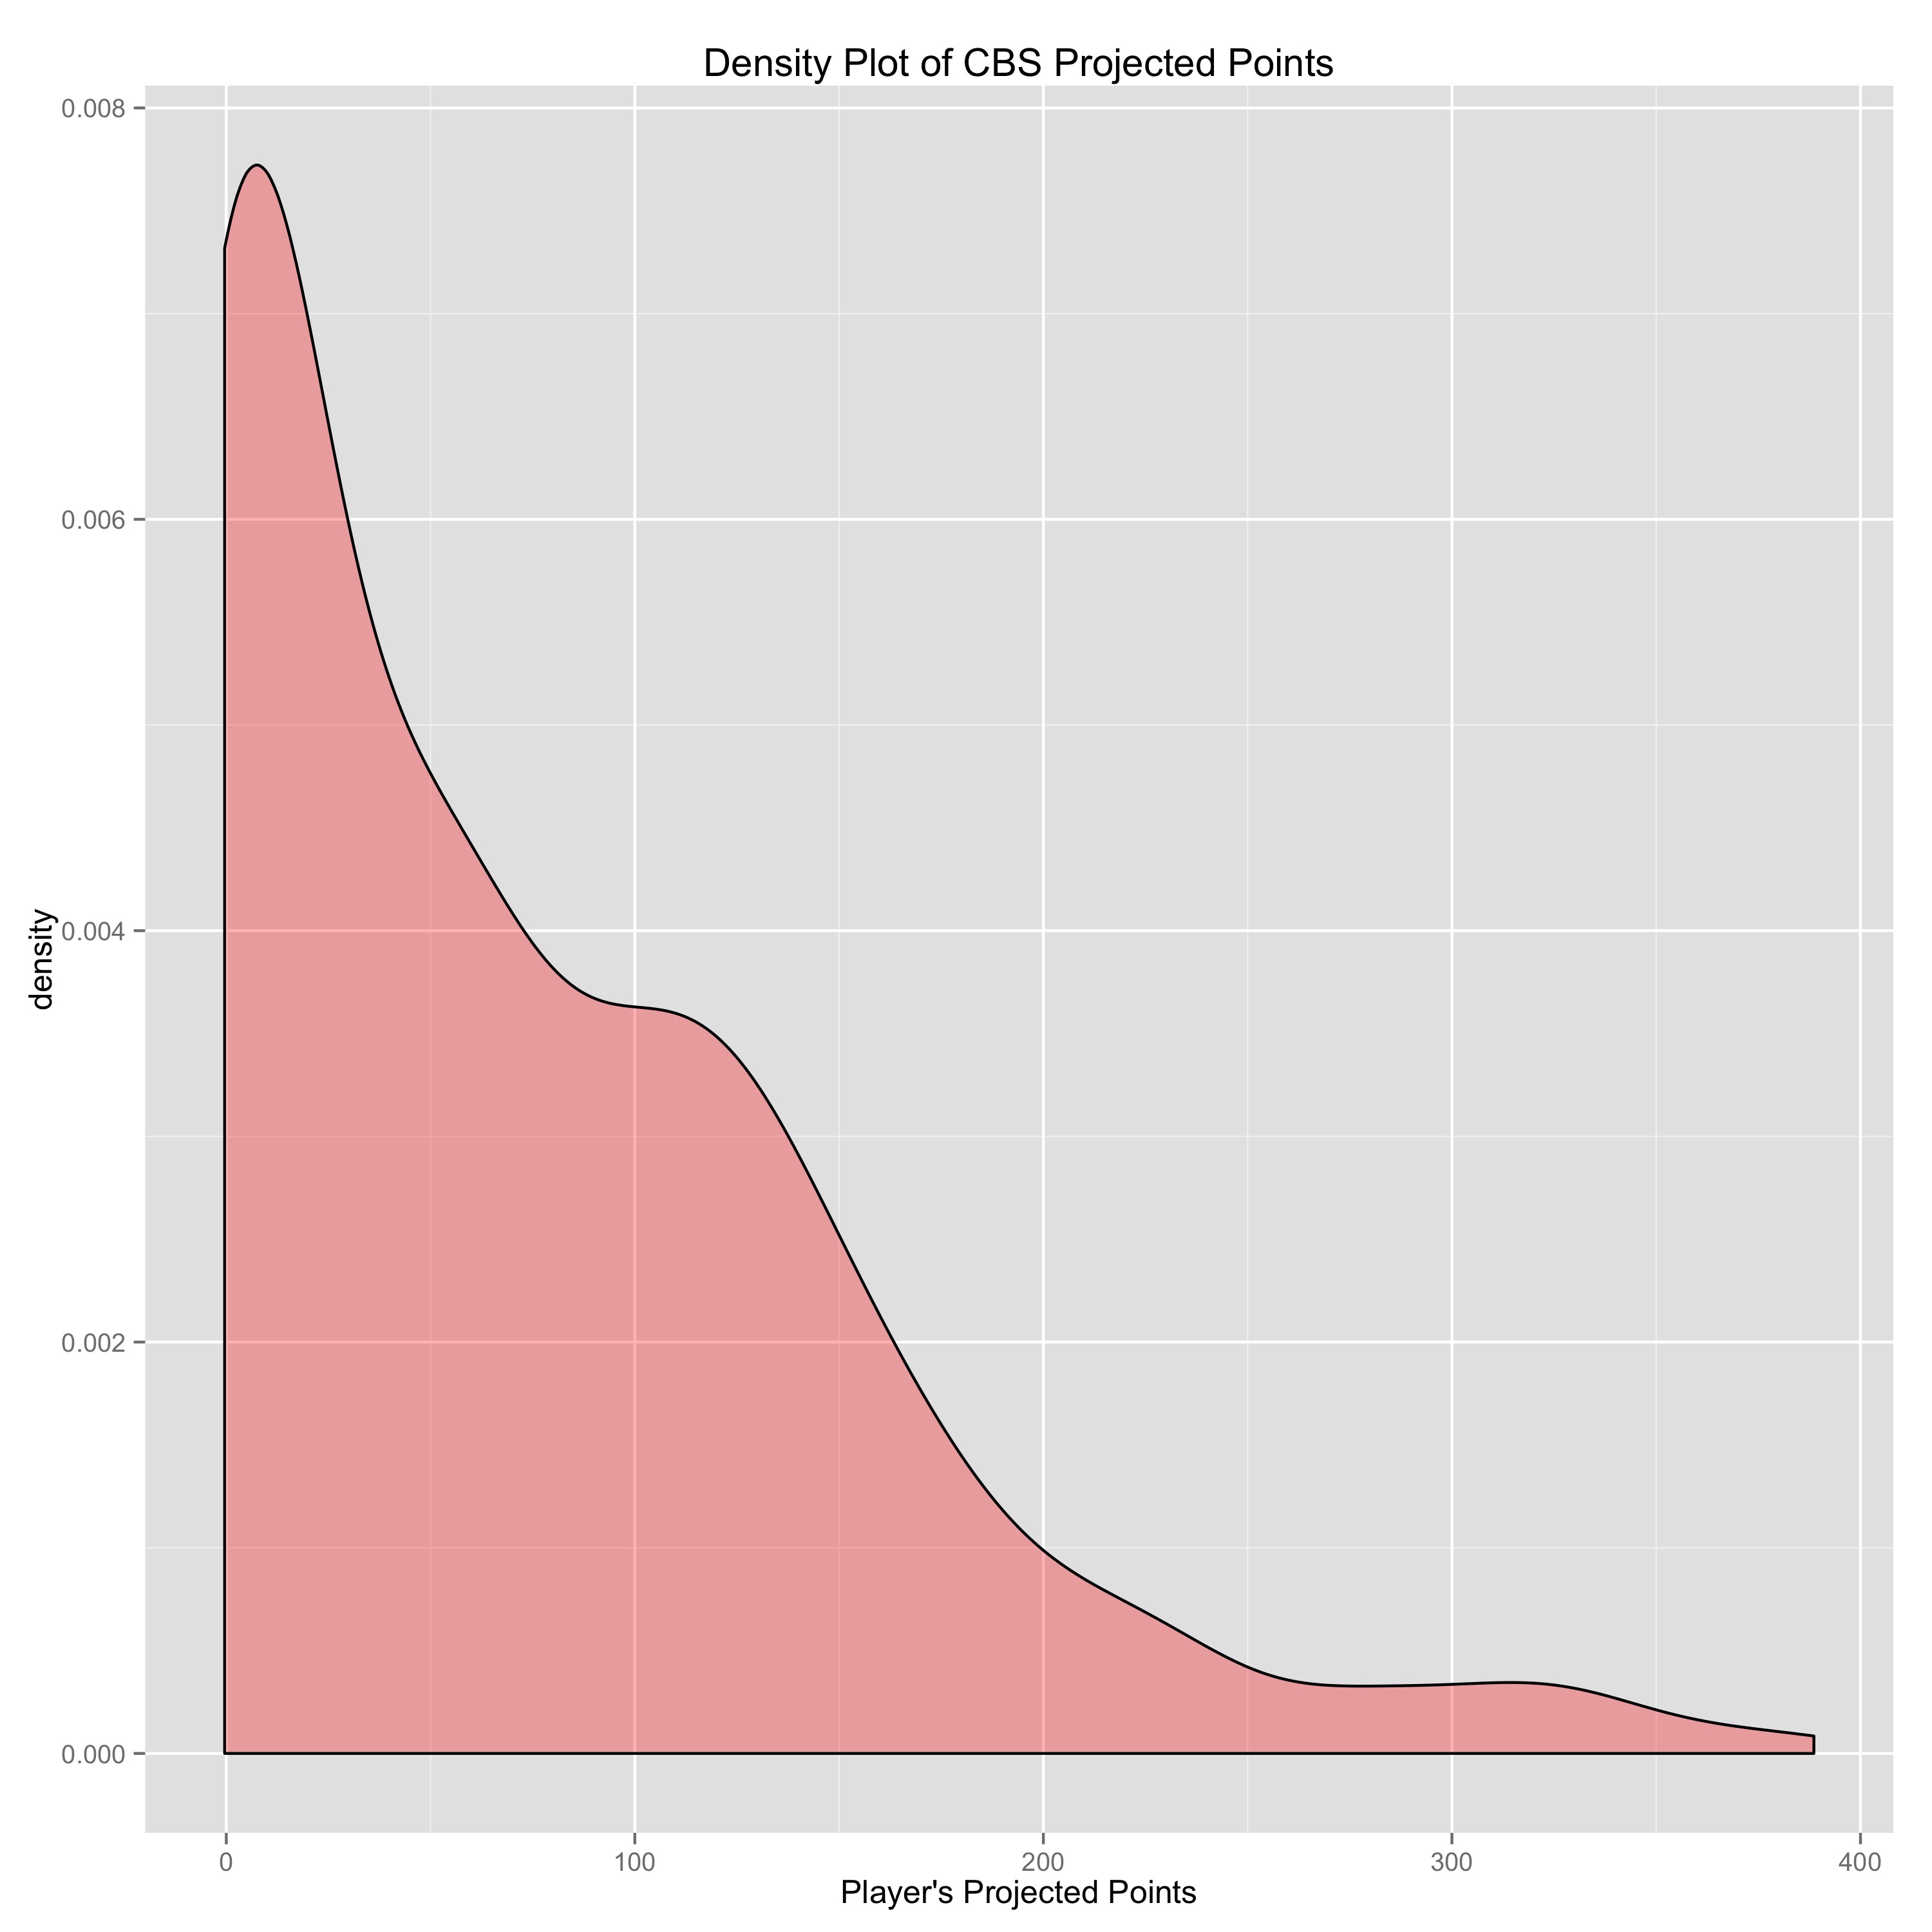 Density Plot of CBS Projected Points
0.008
0.006
0.004
0.002
0.000
density
0 100 200 300 400
Player's Projected Points